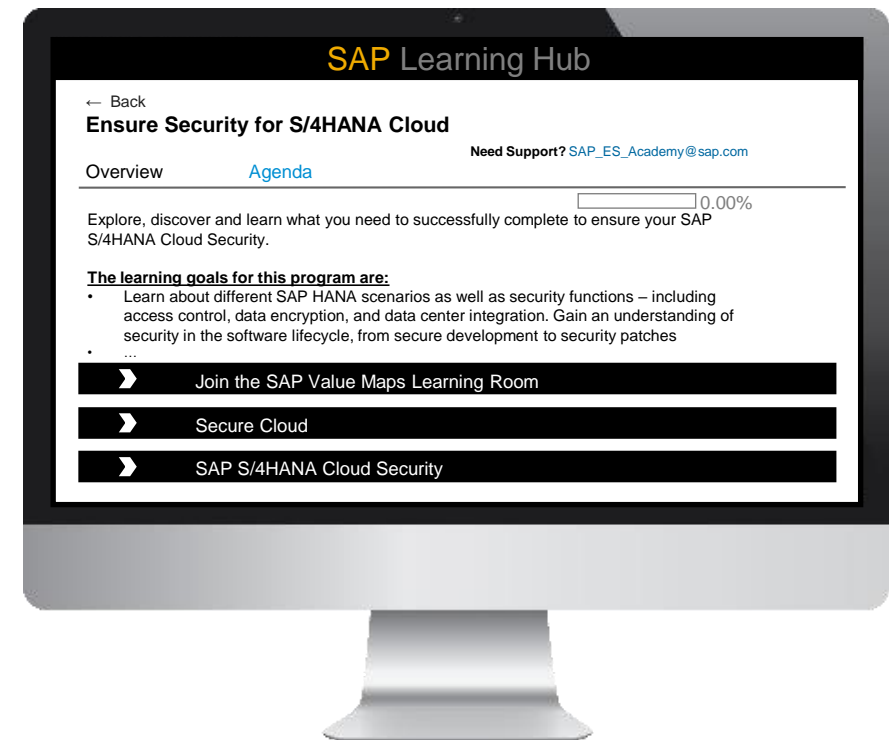 SAP Learning Hub
← Back
Ensure Security for S/4HANA Cloud
Need Support? SAP_ES_Academy@sap.com
Overview Agenda
0.00%
Explore, discover and learn what you need to successfully complete to ensure your SAP
S/4HANA Cloud Security.
The learning goals for this program are:
• Learn about different SAP HANA scenarios as well as security functions – including
access control, data encryption, and data center integration. Gain an understanding of
security in the software lifecycle, from secure development to security patches
• ...
Join the SAP Value Maps Learning Room
Secure Cloud
SAP S/4HANA Cloud Security